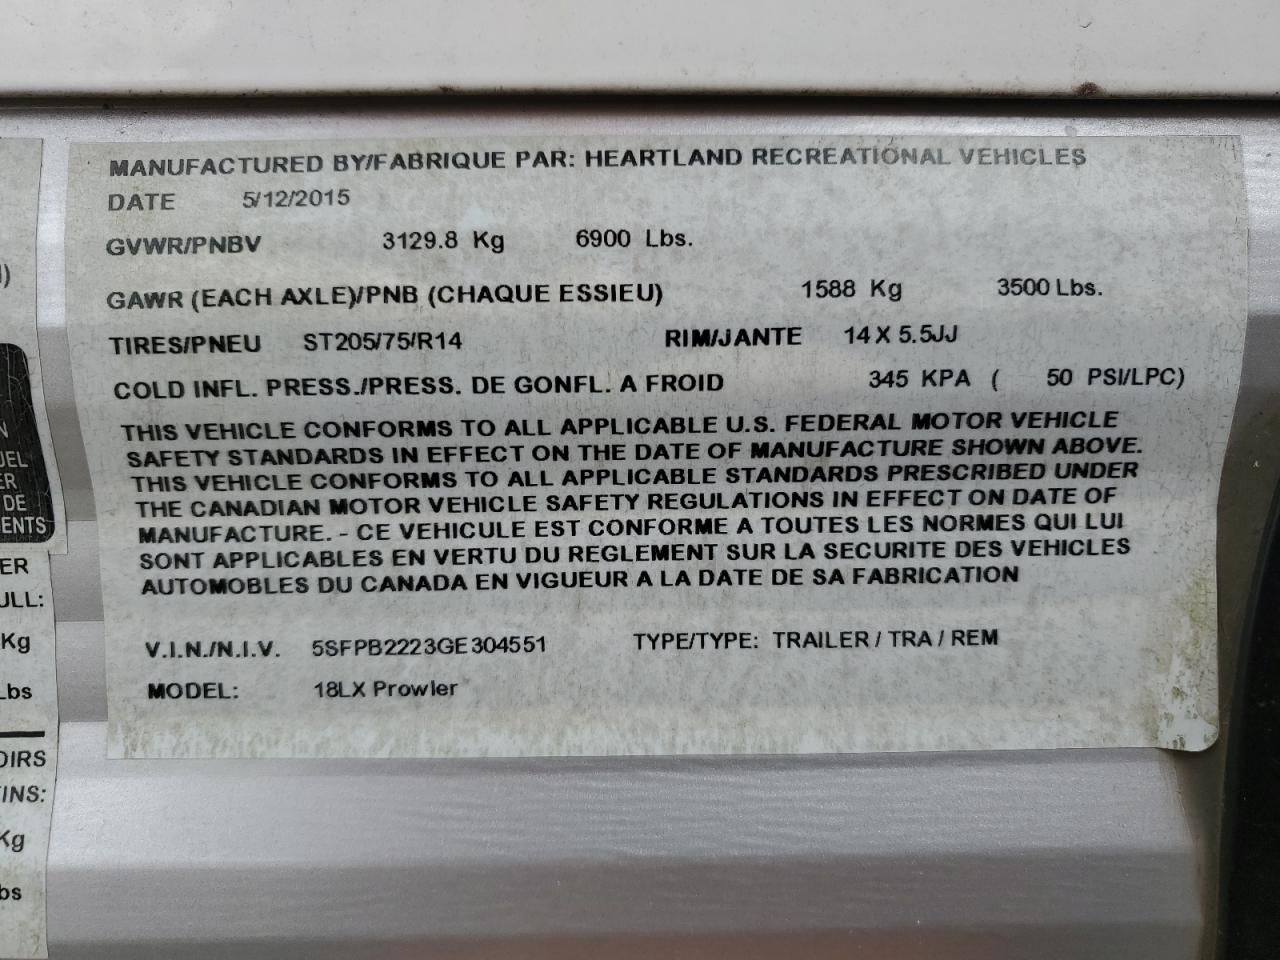 MANUFACTURED BY/FABRIQUE PAR: HEARTLAND RECREATIONAL VEHICLES
DATE 5/12/2015
GVWR/PNBV 3129.8 Kg 6900 Lbs.
GAWR (EACH AXLE)/PNB (CHAQUE ESSIEU) 1588 Kg 3500 Lbs.
TIRES/PNEU ST205/75/R14 RIM/JANTE 14 X 5.5JJ
COLD INFL. PRESS./PRESS. DE GONFL. A FROID 345 KPA ( 50 PSI/LPC)
THIS VEHICLE CONFORMS TO ALL APPLICABLE U.S. FEDERAL MOTOR VEHICLE
SAFETY STANDARDS IN EFFECT ON THE DATE OF MANUFACTURE SHOWN ABOVE.
THIS VEHICLE CONFORMS TO ALL APPLICABLE STANDARDS PRESCRIBED UNDER
THE CANADIAN MOTOR VEHICLE SAFETY REGULATIONS IN EFFECT ON DATE OF
MANUFACTURE. - CE VEHICULE EST CONFORME A TOUTES LES NORMES QUI LUI
SONT APPLICABLES EN VERTU DU REGLEMENT SUR LA SECURITE DES VEHICLES
AUTOMOBLES DU CANADA EN VIGUEUR A LA DATE DE SA FABRICATION
V.I.N./N.I.V. 5SFPB2223GE304551 TYPE/TYPE: TRAILER / TRA / REM
MODEL: 18LX Prowler
DE
Kg
Lbs
Kg